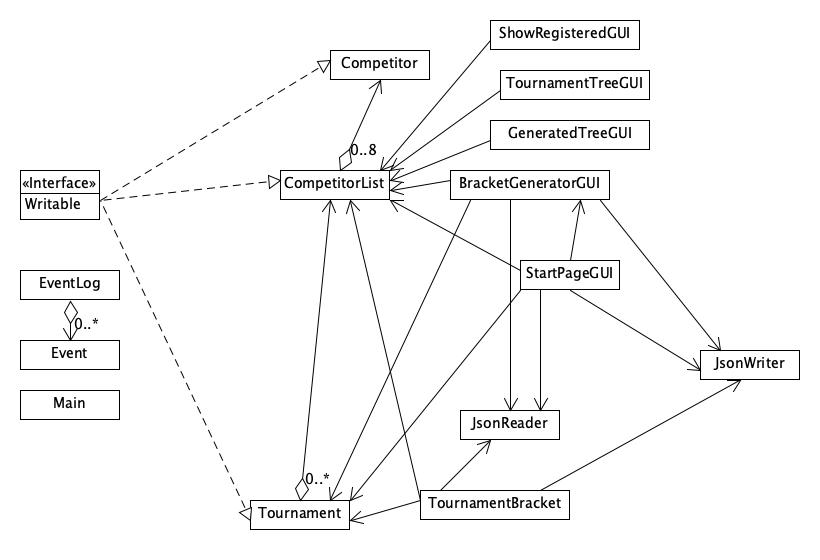 ShowRegisteredGUI
Competitor
TournamentTreeGUI
GeneratedTreeGUI
0..8
«Interface»
Writable
CompetitorList
BracketGeneratorGUI
EventLog
StartPageGUI
0..*
Event
JsonWriter
Main
JsonReader
0..*
Tournament
TournamentBracket